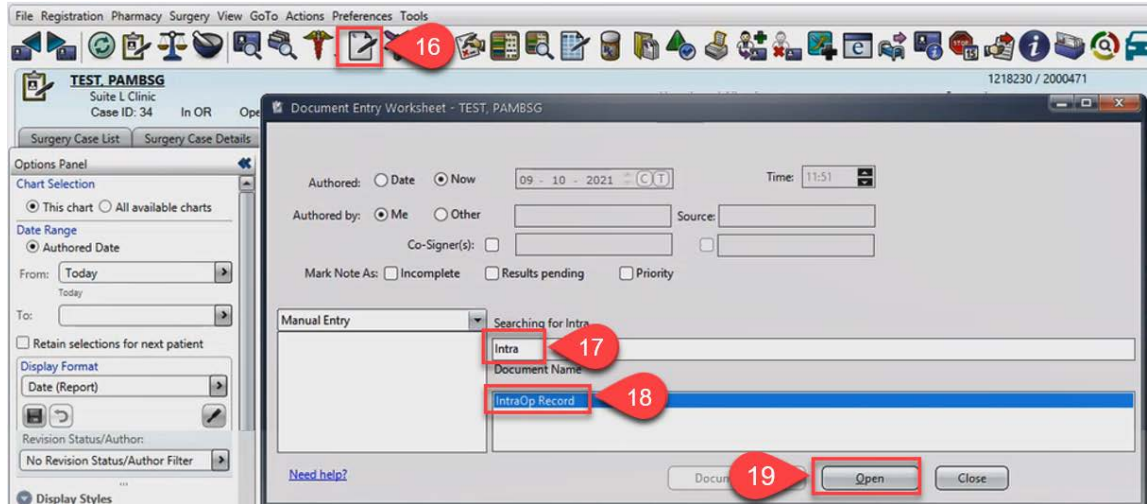 File Registration Pharmacy Surgery View GoTo Actions Preferences Tools
16
TEST, PAMBSG
1218230 / 2000471
Suite L Clinic
Case ID: 34 In OR
Document Entry Worksheet - TEST, PAMBSG
Surgery Case List Surgery Case Details
Options Panel
Chart Selection
This chart All available charts
Date Range
Authored Date
From: Today
Today
To:
Retain selections for next patient
Display Format
Date (Report)
Revision Status/Author:
No Revision Status/Author Filter
Display Styles
Authored: Date Now 09 - 10 - 2021 C T Time: 11:51
Authored by: Me Other Source:
Co-Signer(s):
Mark Note As: Incomplete Results pending Priority
Manual Entry
Searching for Intra
Intra
17
Document Name
IntraOp Record
18
Need help?
19
Open
Close